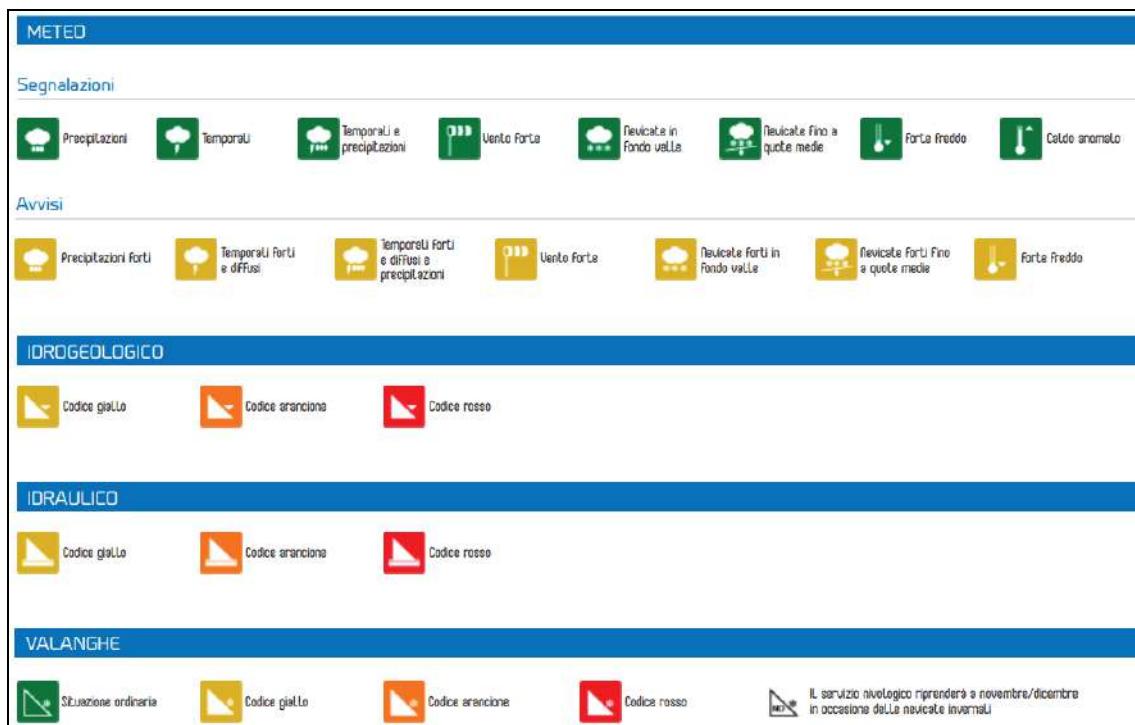 METEO
Segnalazioni
Precipitazioni
Temporali
Temporali e
precipitazioni
Vento forte
Nevicate in
fondo valle
Nevicate fino a
quote medie
Forte freddo
Caldo anomalo
Avvisi
Precipitazioni forti
Temporali forti
e diffusi
Temporali forti
e diffusi e
precipitazioni
Vento forte
Nevicate forti in
fondo valle
Nevicate forti fino
a quote medie
Forte freddo
IDROGEOLOGICO
Codice giallo
Codice arancione
Codice rosso
IDRAULICO
Codice giallo
Codice arancione
Codice rosso
VALANGHE
Situazione ordinaria
Codice giallo
Codice arancione
Codice rosso
NO
IL servizio nivologico riprenderà a novembre/dicembre
in occasione delle nevicate invernali